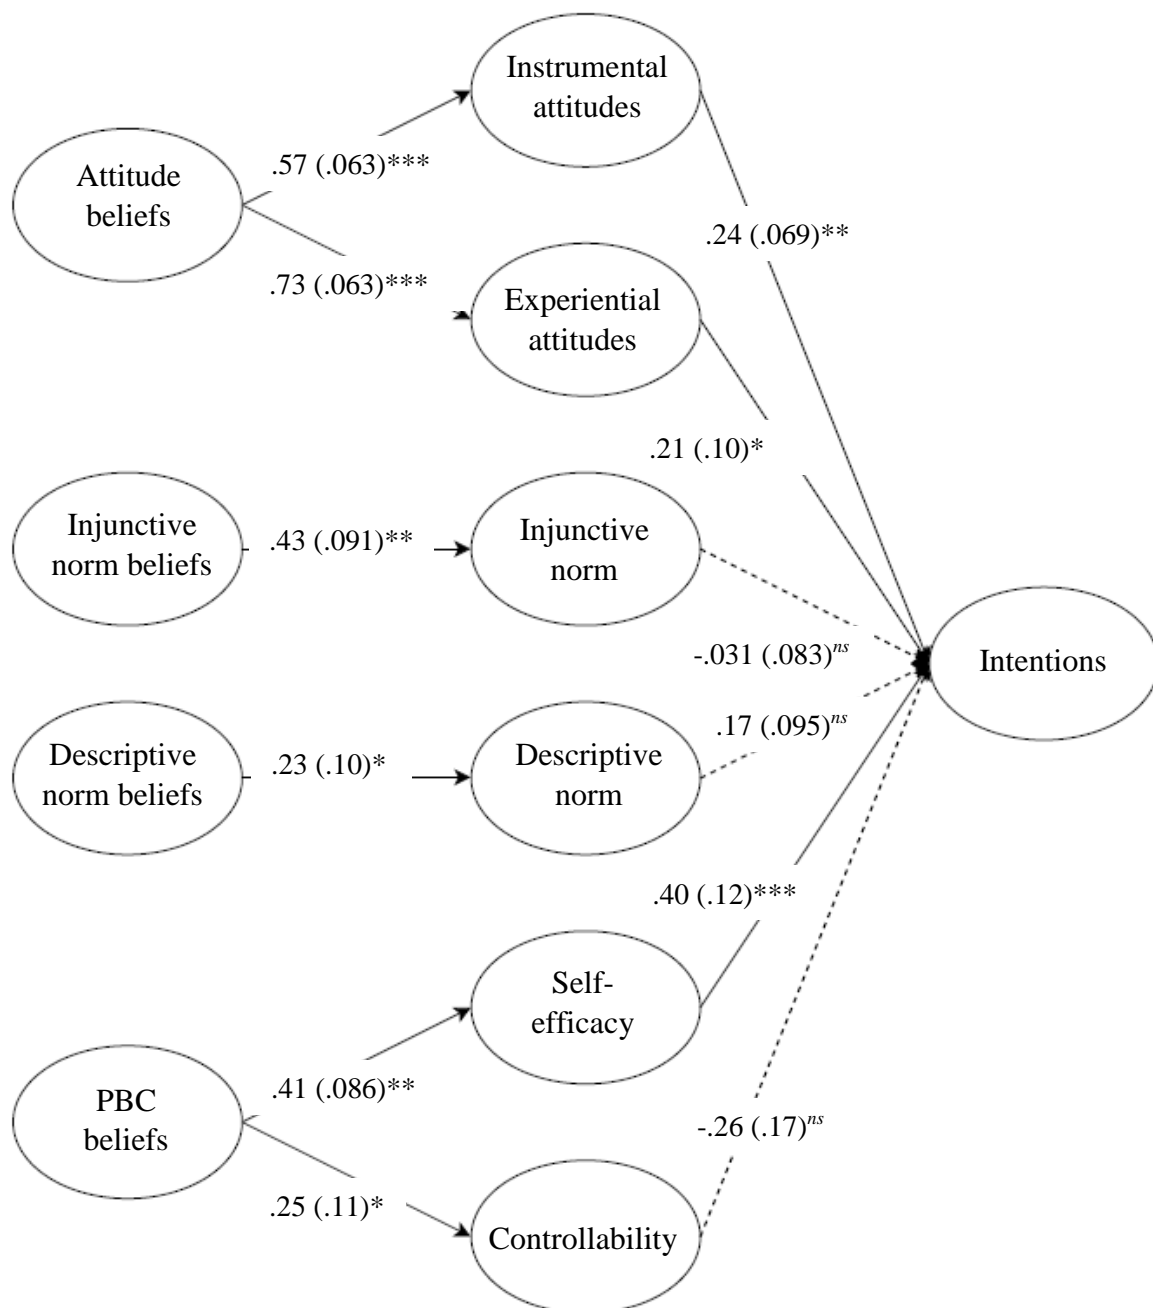 Instrumental
attitudes
.57 (.063)***
Attitude
beliefs
.24 (.069)**
.73 (.063)***
Experiential
attitudes
.21 (.10)*
Injunctive
norm beliefs
.43 (.091)**
Injunctive
norm
-.031 (.083)ns
Intentions
.17 (.095)ns
Descriptive
norm beliefs
.23 (.10)*
Descriptive
norm
.40 (.12)***
Self-
efficacy
.41 (.086)**
PBC
beliefs
-.26 (.17)ns
.25 (.11)*
Controllability